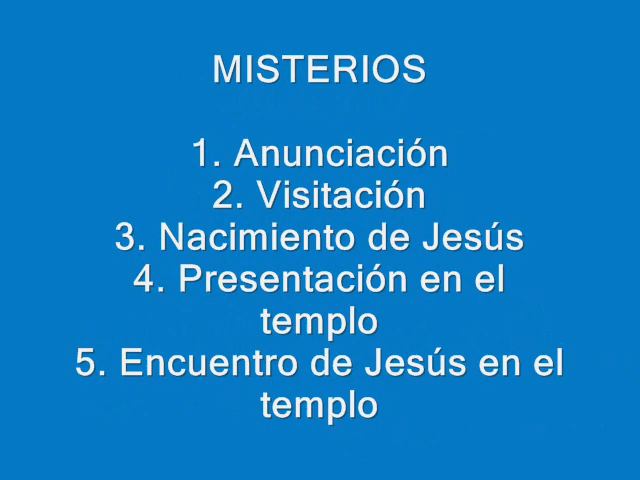 MISTERIOS
1. Anunciación
2. Visitación
3. Nacimiento de Jesús
4. Presentación en el
templo
5. Encuentro de Jesús en el
templo